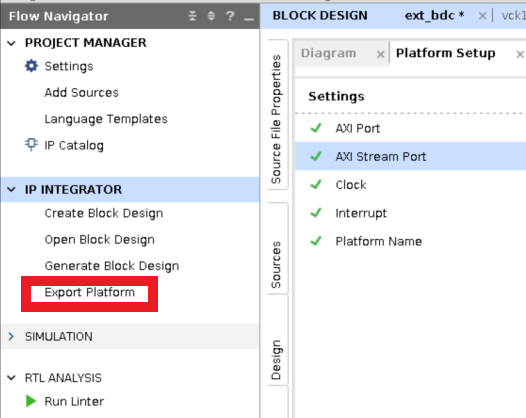 Flow Navigator
PROJECT MANAGER
Settings
Add Sources
Language Templates
IP Catalog
IP INTEGRATOR
Create Block Design
Open Block Design
Generate Block Design
Export Platform
SIMULATION
RTL ANALYSIS
Run Linter
BLOCK DESIGN ext_bdc *
Source File Properties
Sources
Design
Diagram Platform Setup
Settings
AXI Port
AXI Stream Port
Clock
Interrupt
Platform Name